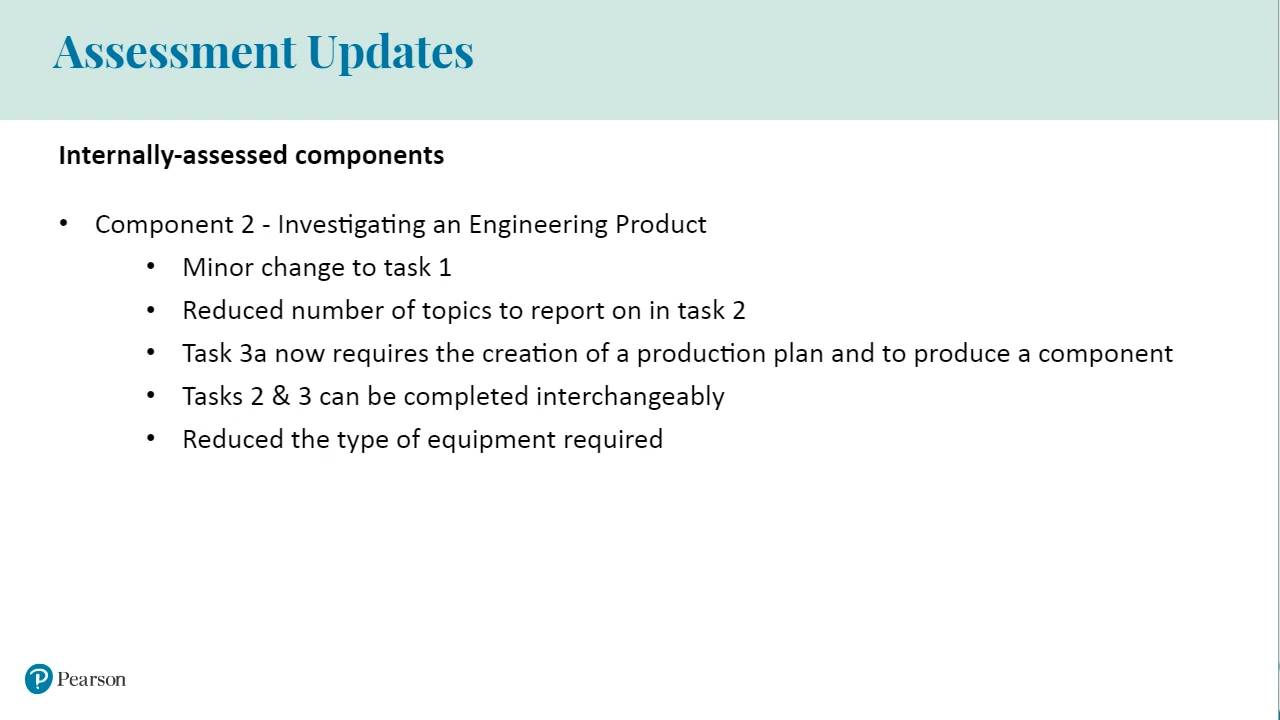 Assessment Updates
Internally-assessed components
• Component 2 - Investigating an Engineering Product
• Minor change to task 1
• Reduced number of topics to report on in task 2
• Task 3a now requires the creation of a production plan and to produce a component
• Tasks 2 & 3 can be completed interchangeably
• Reduced the type of equipment required
Pearson